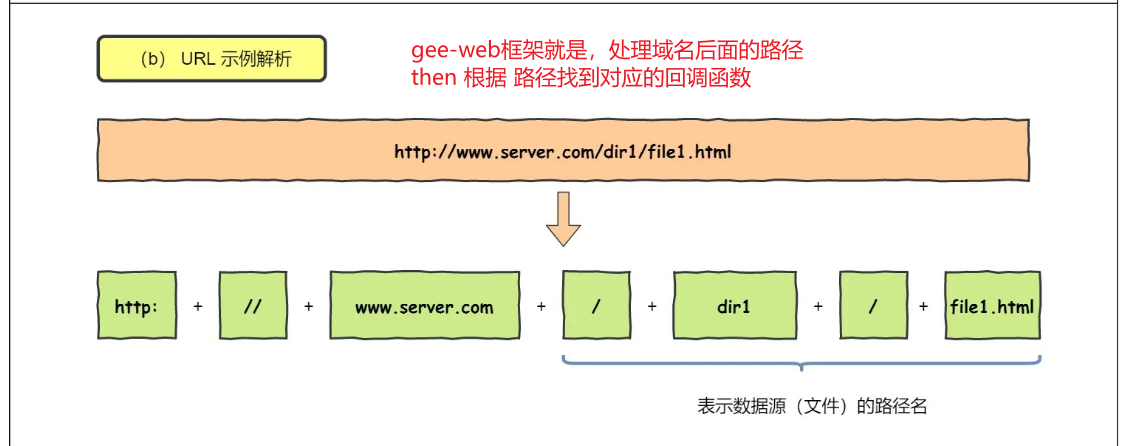 （b） URL 示例解析
gee-web框架就是，处理域名后面的路径
then 根据 路径找到对应的回调函数
http://www.server.com/dir1/file1.html
http: + // + www.server.com + / + dir1 + / + file1.html
表示数据源（文件）的路径名